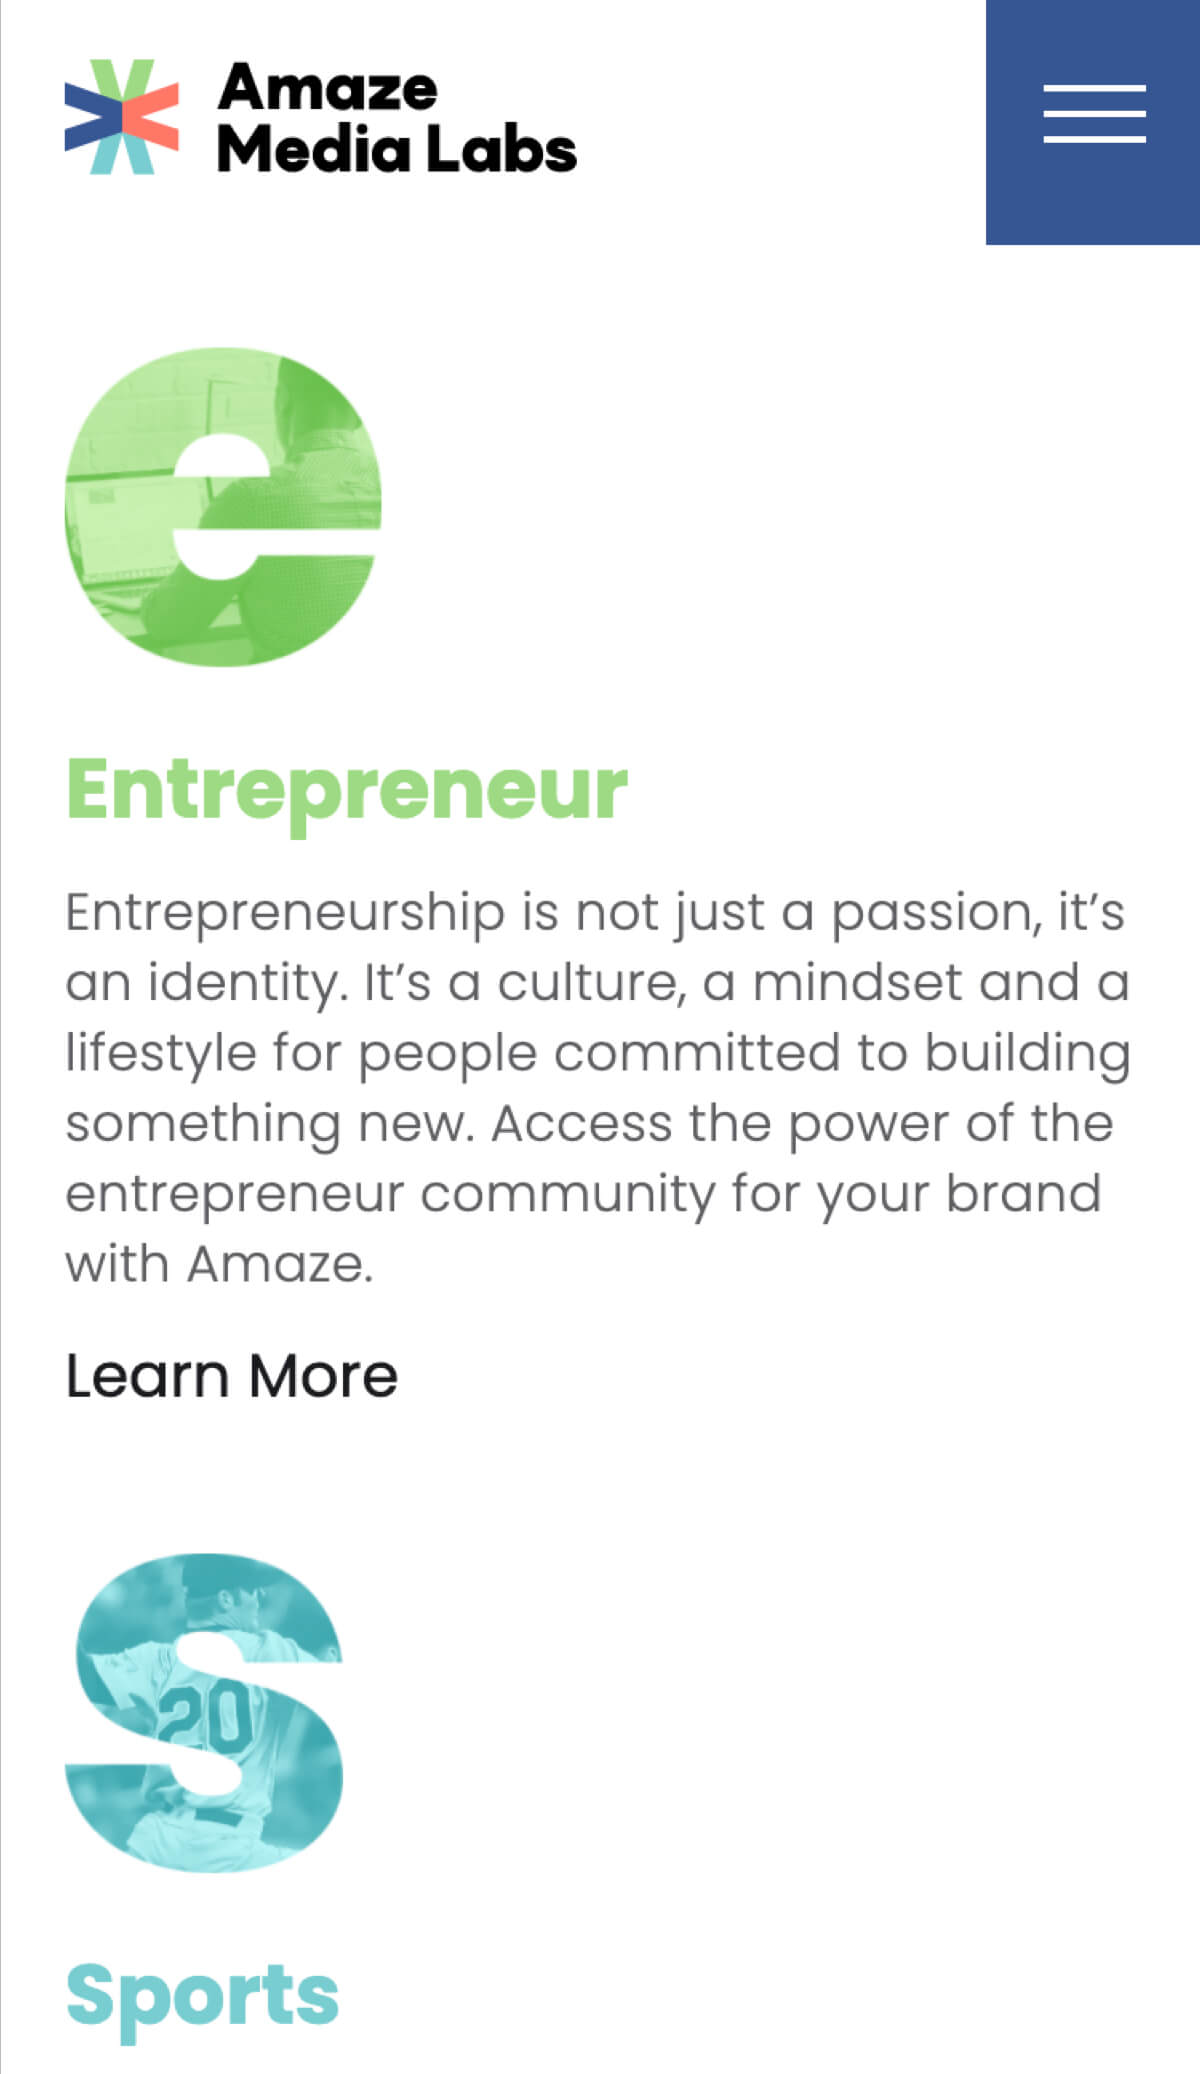 Amaze
Media Labs
e
Entrepreneur
Entrepreneurship is not just a passion, it’s
an identity. It’s a culture, a mindset and a
lifestyle for people committed to building
something new. Access the power of the
entrepreneur community for your brand
with Amaze.
Learn More
S
20
Sports